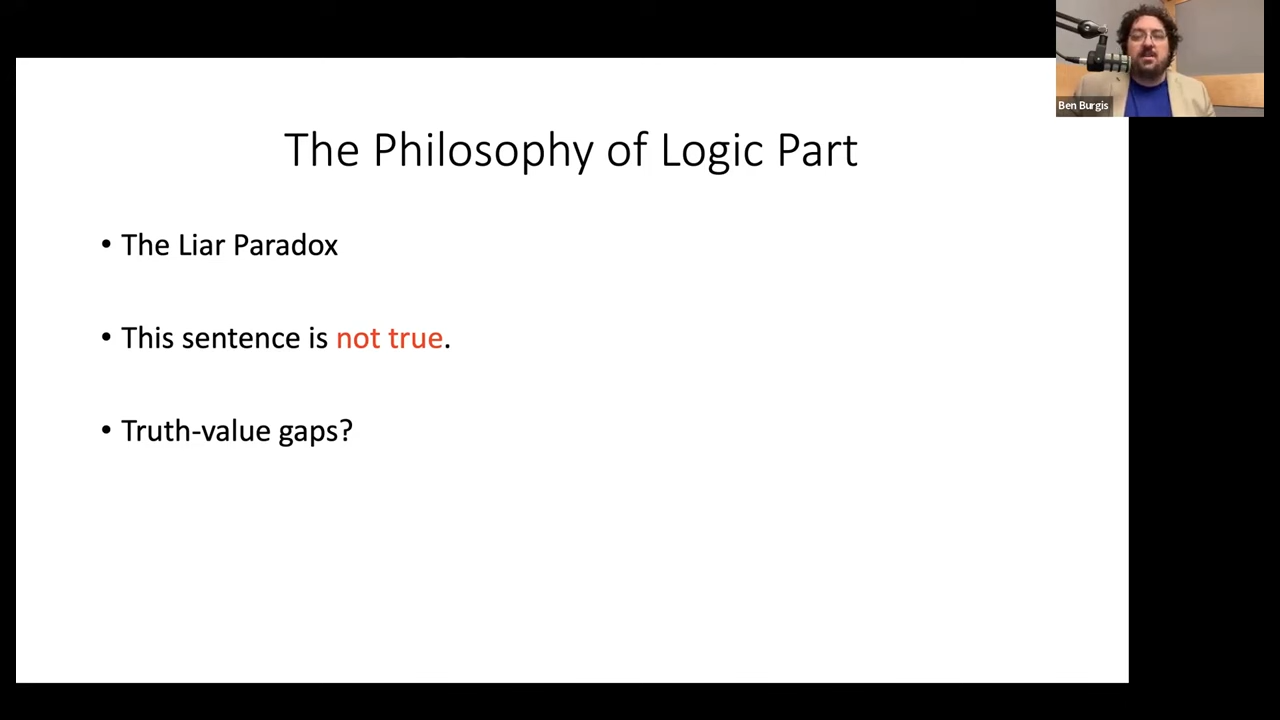 The Philosophy of Logic Part
• The Liar Paradox
• This sentence is not true.
• Truth-value gaps?
Ben Burgis